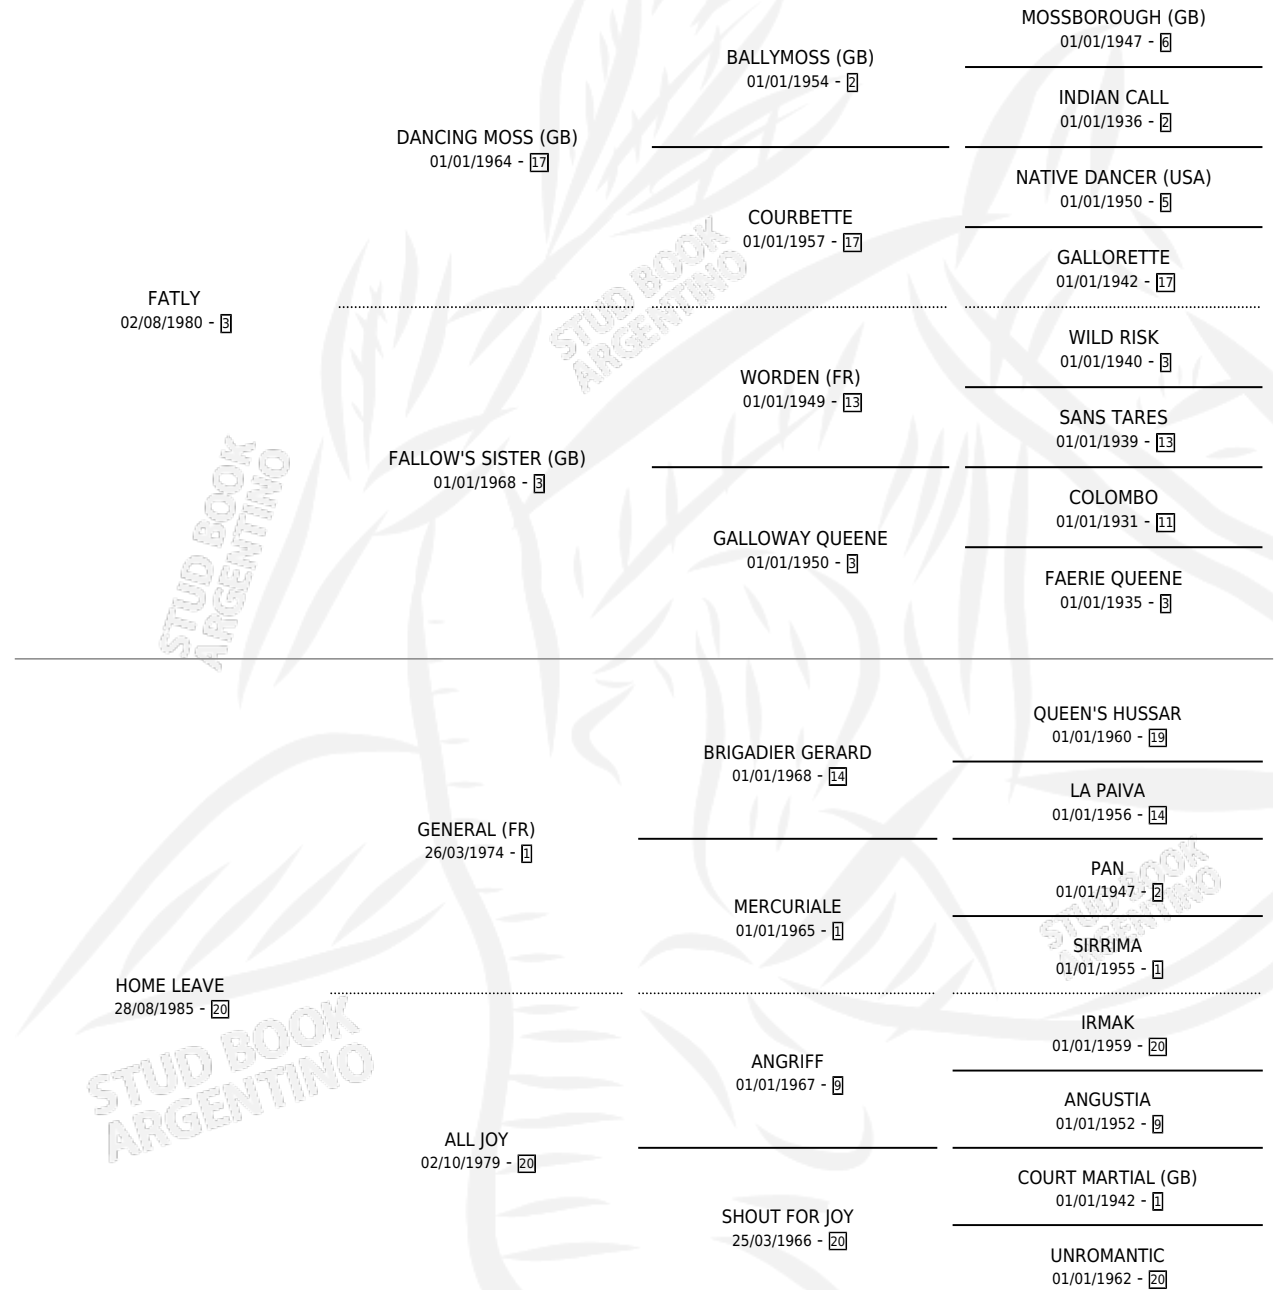 MOSSBOROUGH (GB)
01/01/1947 - 6
BALLYMOSS (GB)
01/01/1954 - 2
INDIAN CALL
01/01/1936 - 2
DANCING MOSS (GB)
01/01/1964 - 17
NATIVE DANCER (USA)
01/01/1950 - 5
COURBETTE
01/01/1957 - 17
GALLORETTE
01/01/1942 - 17
FATLY
02/08/1980 - 3
WILD RISK
01/01/1940 - 3
WORDEN (FR)
01/01/1949 - 13
SANS TARES
01/01/1939 - 13
FALLOW'S SISTER (GB)
01/01/1968 - 3
COLOMBO
01/01/1931 - 11
GALLOWAY QUEENE
01/01/1950 - 3
FAERIE QUEENE
01/01/1935 - 3
QUEEN'S HUSSAR
01/01/1960 - 19
BRIGADIER GERARD
01/01/1968 - 14
LA PAIVA
01/01/1956 - 14
GENERAL (FR)
26/03/1974 - 1
PAN
01/01/1947 - 2
MERCURIALE
01/01/1965 - 1
SIRRIMA
01/01/1955 - 1
HOME LEAVE
28/08/1985 - 20
IRMAK
01/01/1959 - 20
ANGRIFF
01/01/1967 - 9
ANGUSTIA
01/01/1952 - 9
ALL JOY
02/10/1979 - 20
COURT MARTIAL (GB)
01/01/1942 - 1
SHOUT FOR JOY
25/03/1966 - 20
UNROMANTIC
01/01/1962 - 20
STUD BOOK
ARGENTINO
STUD BOOK
ARGENTINO
STUD BOOK
ARGENTINO
STUD BOOK
ARGENTINO